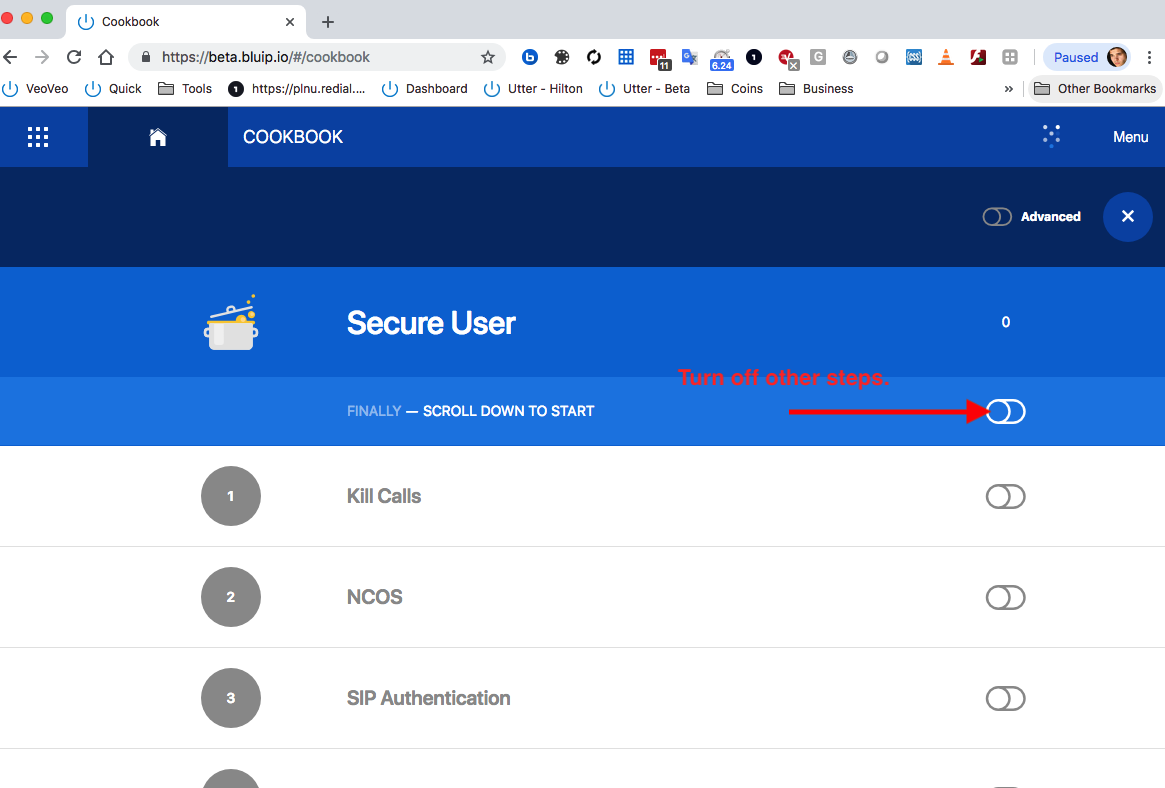 Cookbook
https://beta.bluip.io/#/cookbook
11
6.24
1
G
Paused
VeoVeo
Quick
Tools
1
https://plnu.redial....
Dashboard
Utter - Hilton
Utter - Beta
Coins
Business
»
Other Bookmarks
COOKBOOK
Menu
Advanced
Secure User
0
Turn off other steps.
FINALLY — SCROLL DOWN TO START
1
Kill Calls
2
NCOS
3
SIP Authentication